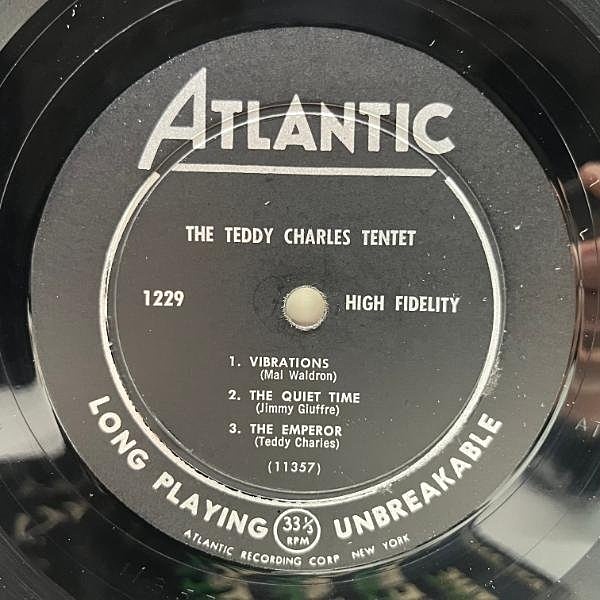 ATLANTIC
THE TEDDY CHARLES TENTET
1229
HIGH FIDELITY
1. VIBRATIONS
(Mal Waldron)
2. THE QUIET TIME
(Jimmy Giuffre)
3. THE EMPEROR
(Teddy Charles)
(11357)
LONG PLAYING 33⅓ RPM UNBREAKABLE
ATLANTIC RECORDING CORP NEW YORK